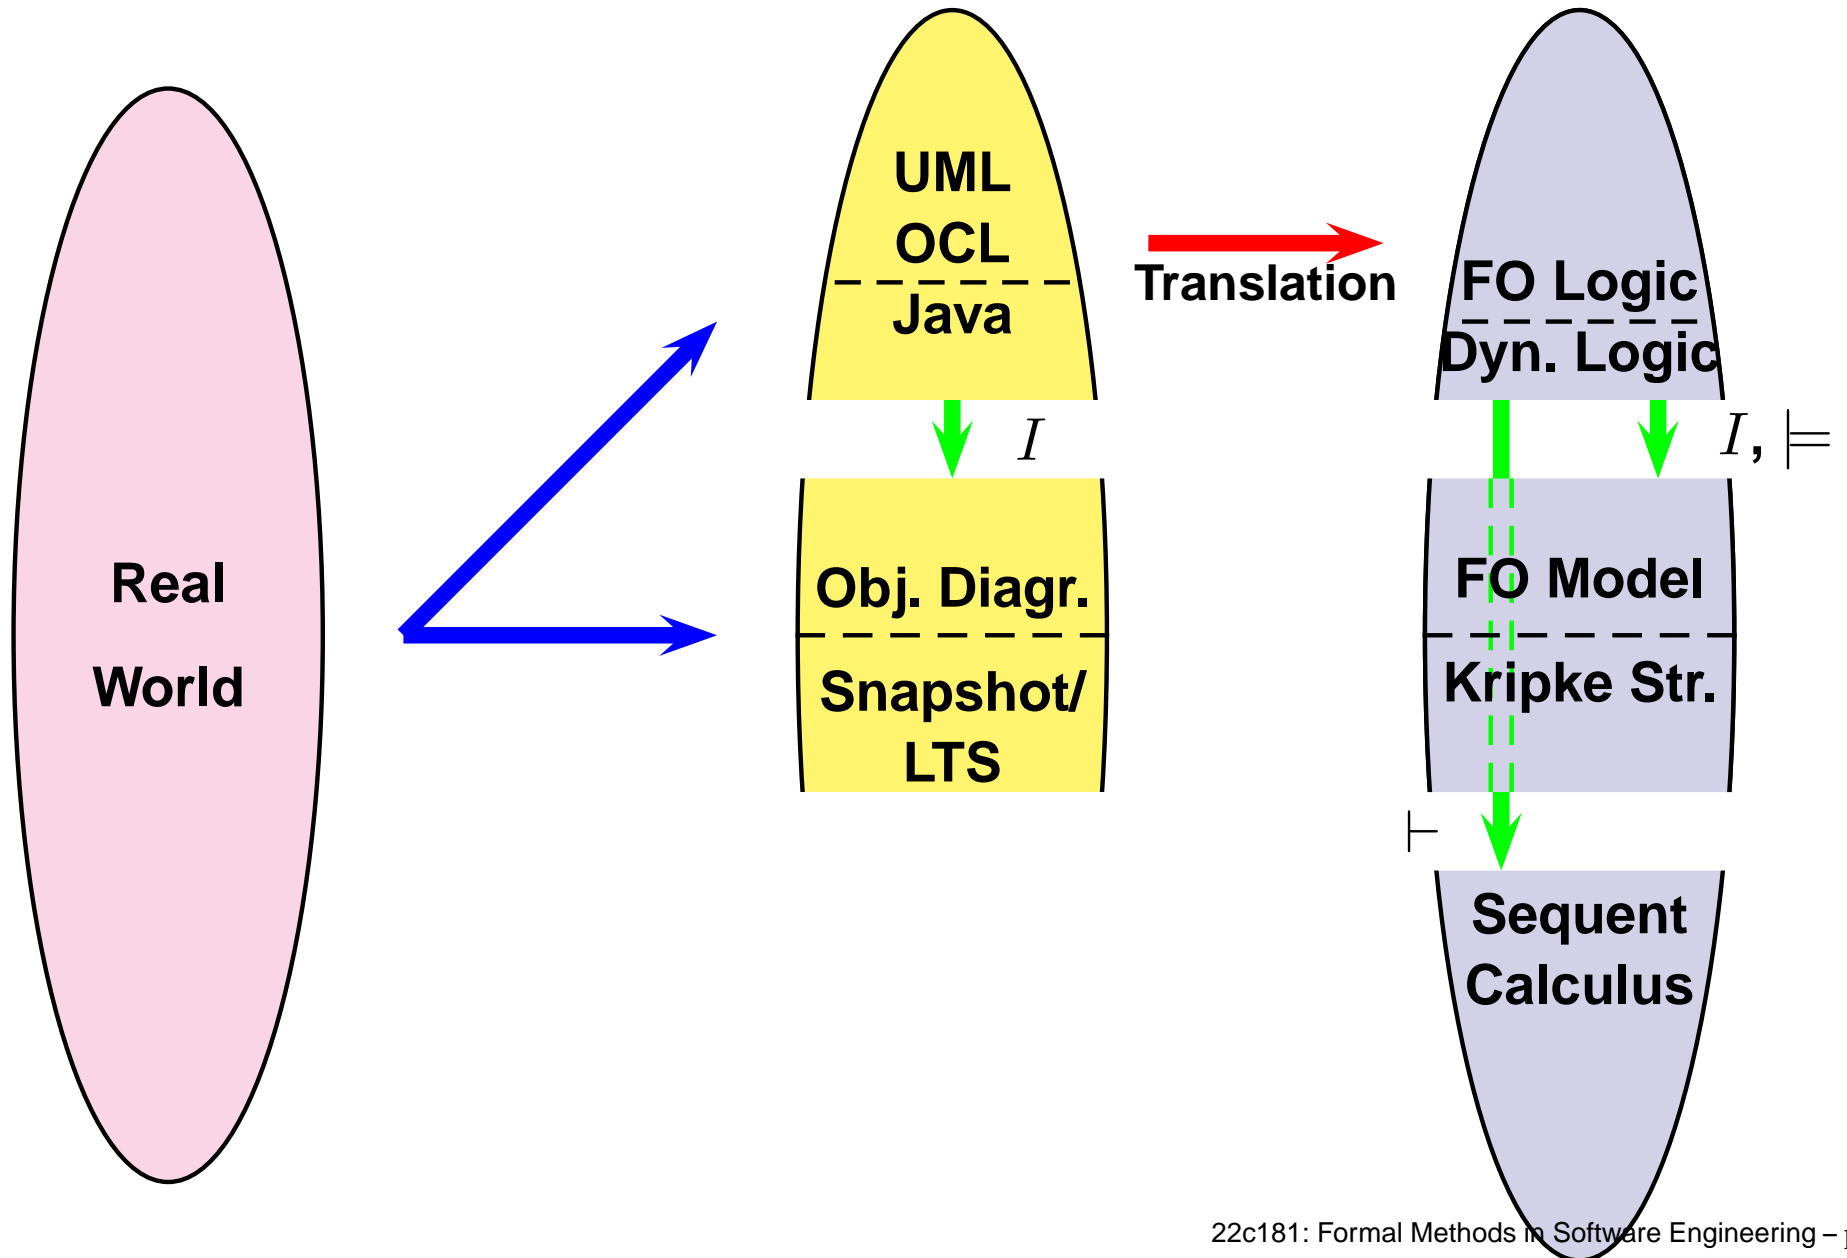 Real
World
UML
OCL
Java
I
Obj. Diagr.
Snapshot/
LTS
Translation
FO Logic
Dyn. Logic
I, ⊨
FO Model
Kripke Str.
⊢
Sequent
Calculus
22c181: Formal Methods in Software Engineering –